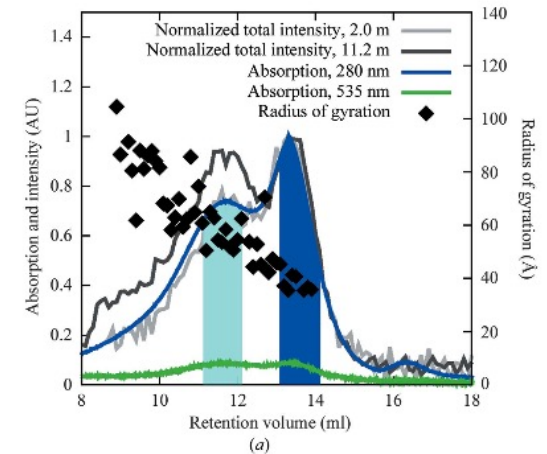 Normalized total intensity, 2.0 m
Normalized total intensity, 11.2 m
Absorption, 280 nm
Absorption, 535 nm
Radius of gyration
Absorption and intensity (AU)
1.4
1.2
1
0.8
0.6
0.4
0.2
0
140
120
100
80
60
40
20
0
Radius of gyration (Å)
8 10 12 14 16 18
Retention volume (ml)
(a)